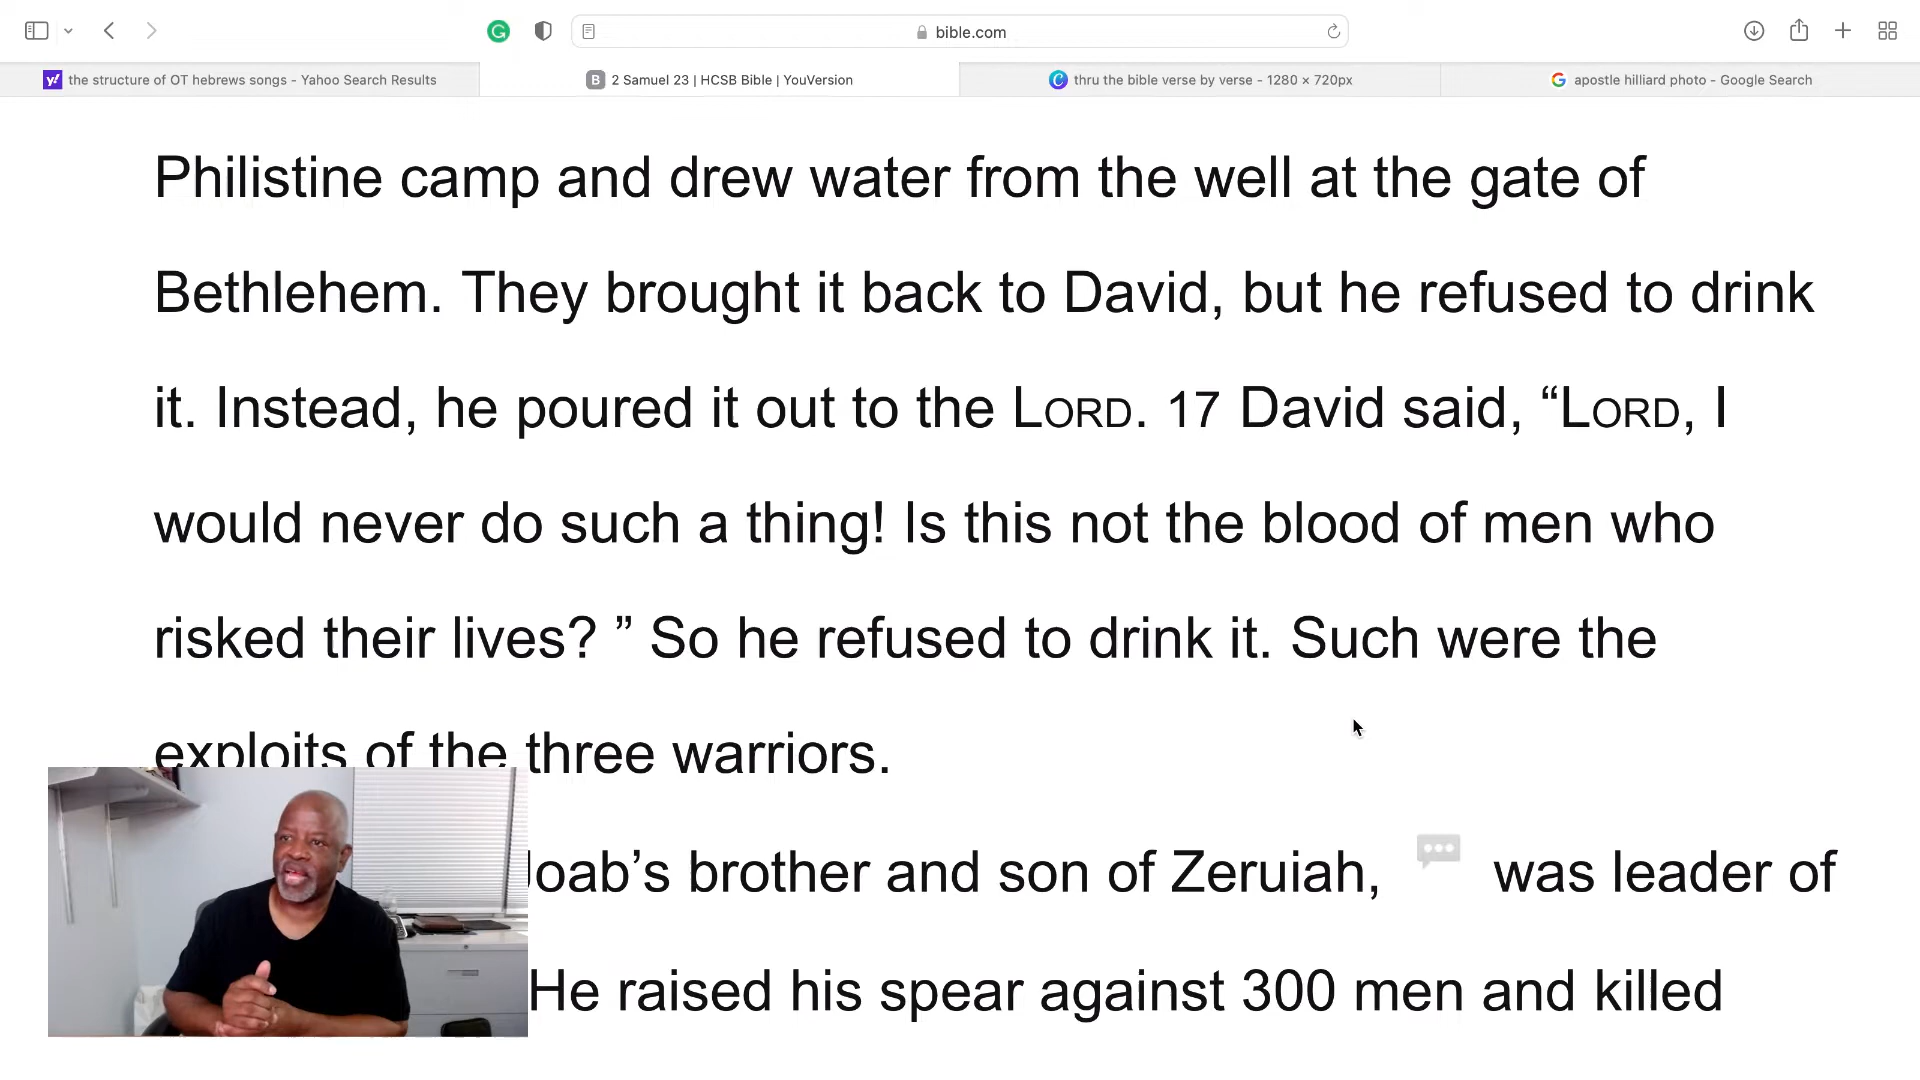 bible.com
the structure of OT hebrews songs - Yahoo Search Results
2 Samuel 23 | HCSB Bible | YouVersion
thru the bible verse by verse - 1280 × 720px
apostle hilliard photo - Google Search
Philistine camp and drew water from the well at the gate of
Bethlehem. They brought it back to David, but he refused to drink
it. Instead, he poured it out to the LORD. 17 David said, “LORD, I
would never do such a thing! Is this not the blood of men who
risked their lives? ” So he refused to drink it. Such were the
exploits of the three warriors.
Joab’s brother and son of Zeruiah, was leader of
He raised his spear against 300 men and killed